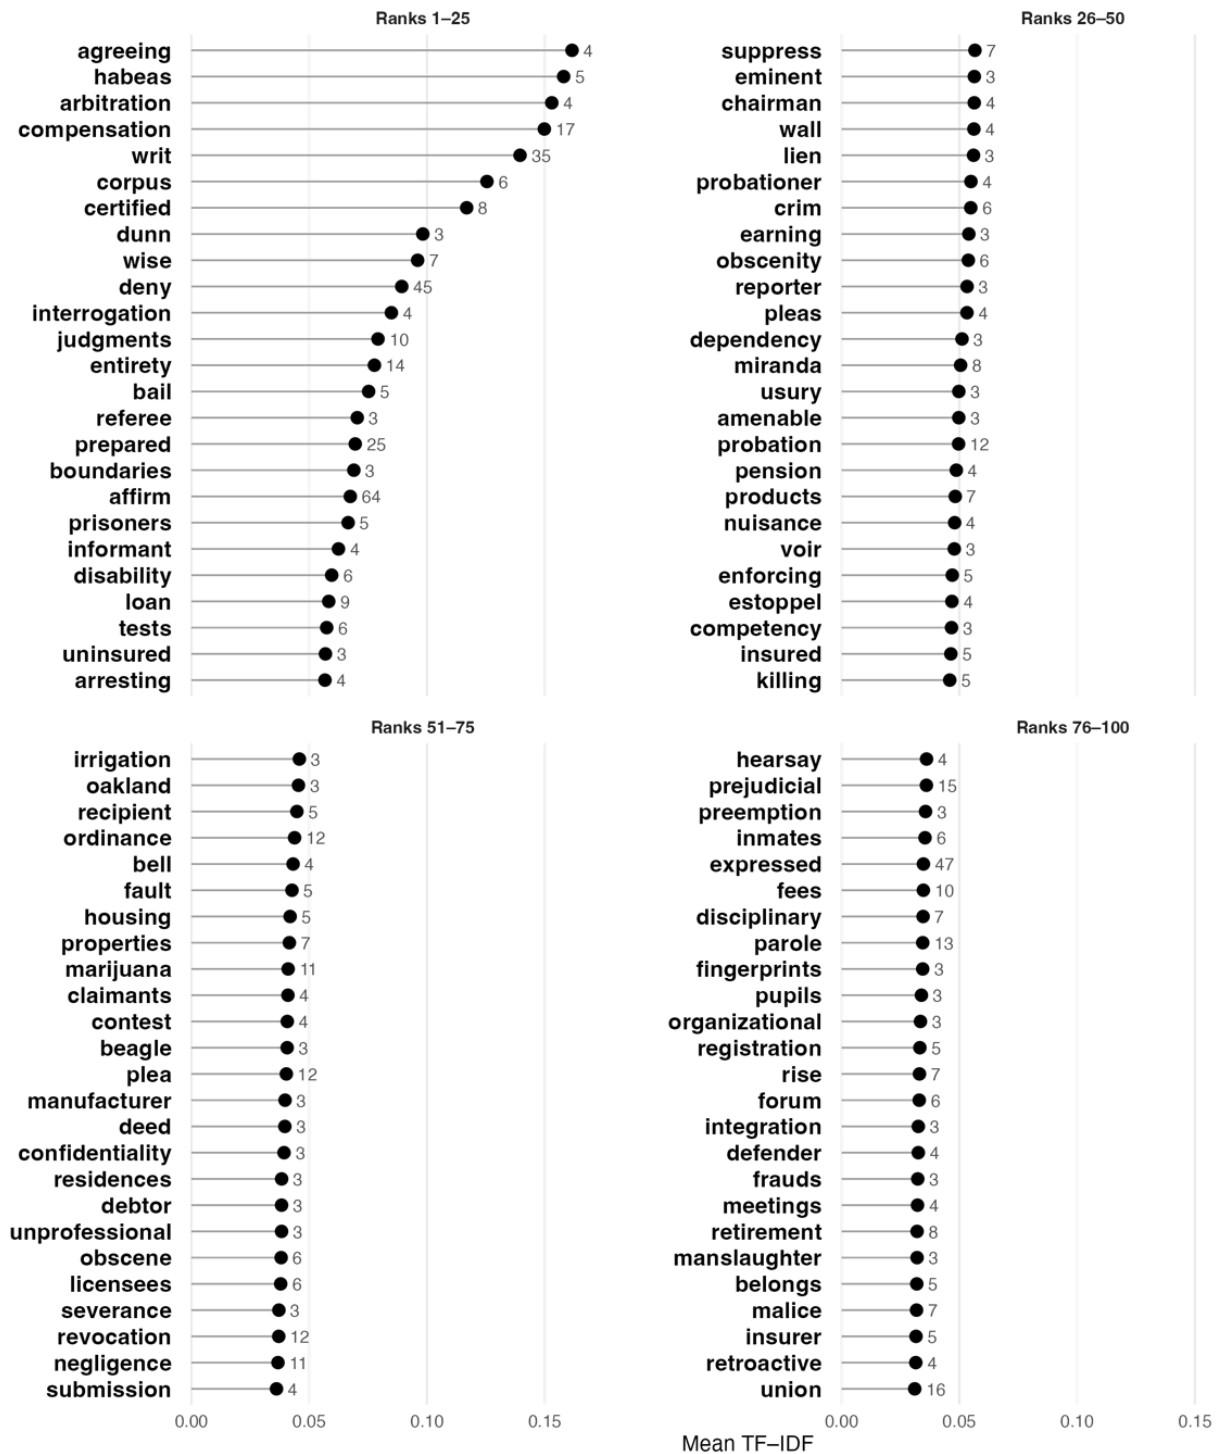 Ranks 1–25
agreeing 4
habeas 5
arbitration 4
compensation 17
writ 35
corpus 6
certified 8
dunn 3
wise 7
deny 45
interrogation 4
judgments 10
entirety 14
bail 5
referee 3
prepared 25
boundaries 3
affirm 64
prisoners 5
informant 4
disability 6
loan 9
tests 6
uninsured 3
arresting 4
Ranks 26–50
suppress 7
eminent 3
chairman 4
wall 4
lien 3
probationer 4
crim 6
earning 3
obscenity 6
reporter 3
pleas 4
dependency 3
miranda 8
usury 3
amenable 3
probation 12
pension 4
products 7
nuisance 4
voir 3
enforcing 5
estoppel 4
competency 3
insured 5
killing 5
Ranks 51–75
irrigation 3
oakland 3
recipient 5
ordinance 12
bell 4
fault 5
housing 5
properties 7
marijuana 11
claimants 4
contest 4
beagle 3
plea 12
manufacturer 3
deed 3
confidentiality 3
residences 3
debtor 3
unprofessional 3
obscene 6
licensees 6
severance 3
revocation 12
negligence 11
submission 4
0.00 0.05 0.10 0.15
Ranks 76–100
hearsay 4
prejudicial 15
preemption 3
inmates 6
expressed 47
fees 10
disciplinary 7
parole 13
fingerprints 3
pupils 3
organizational 3
registration 5
rise 7
forum 6
integration 3
defender 4
frauds 3
meetings 4
retirement 8
manslaughter 3
belongs 5
malice 7
insurer 5
retroactive 4
union 16
0.00 0.05 0.10 0.15
Mean TF–IDF